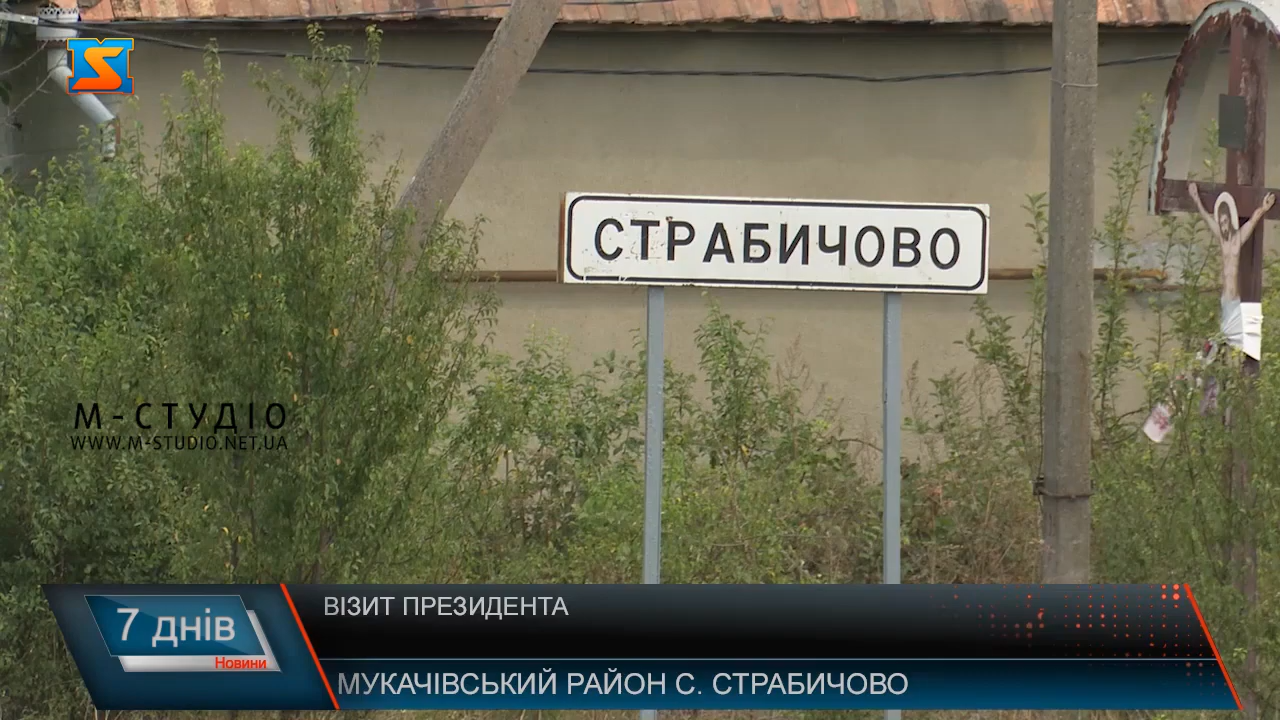 СТРАБИЧОВО
М-СТУДІО
WWW.M-STUDIO.NET.UA
7 днів
Новини
ВІЗИТ ПРЕЗИДЕНТА
МУКАЧІВСЬКИЙ РАЙОН С. СТРАБИЧОВО